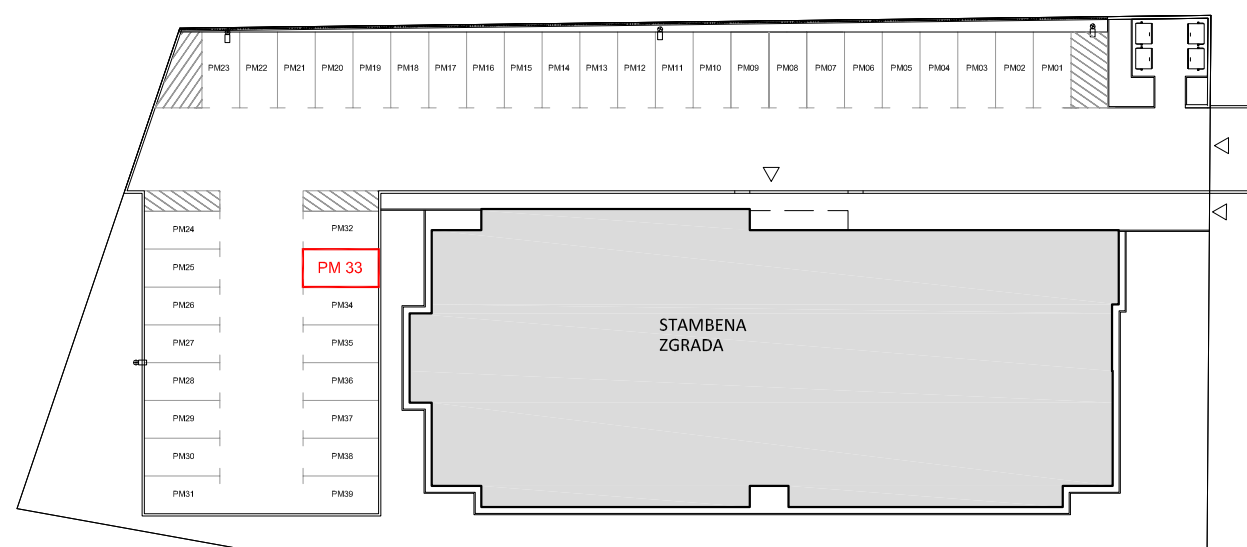 PM23 PM22 PM21 PM20 PM19 PM18 PM17 PM16 PM15 PM14 PM13 PM12 PM11 PM10 PM09 PM08 PM07 PM06 PM05 PM04 PM03 PM02 PM01
PM24 PM32
PM25 PM 33
PM26 PM34
PM27 PM35
PM28 PM36
PM29 PM37
PM30 PM38
PM31 PM39
STAMBENA
ZGRADA